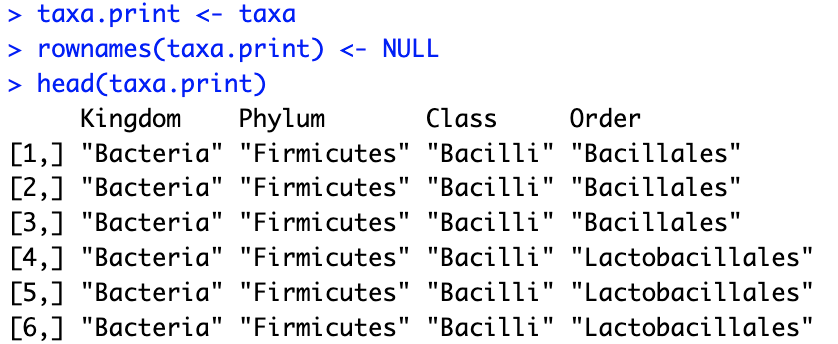 > taxa.print <- taxa
> rownames(taxa.print) <- NULL
> head(taxa.print)
     Kingdom    Phylum       Class     Order
[1,] "Bacteria" "Firmicutes" "Bacilli" "Bacillales"
[2,] "Bacteria" "Firmicutes" "Bacilli" "Bacillales"
[3,] "Bacteria" "Firmicutes" "Bacilli" "Bacillales"
[4,] "Bacteria" "Firmicutes" "Bacilli" "Lactobacillales"
[5,] "Bacteria" "Firmicutes" "Bacilli" "Lactobacillales"
[6,] "Bacteria" "Firmicutes" "Bacilli" "Lactobacillales"